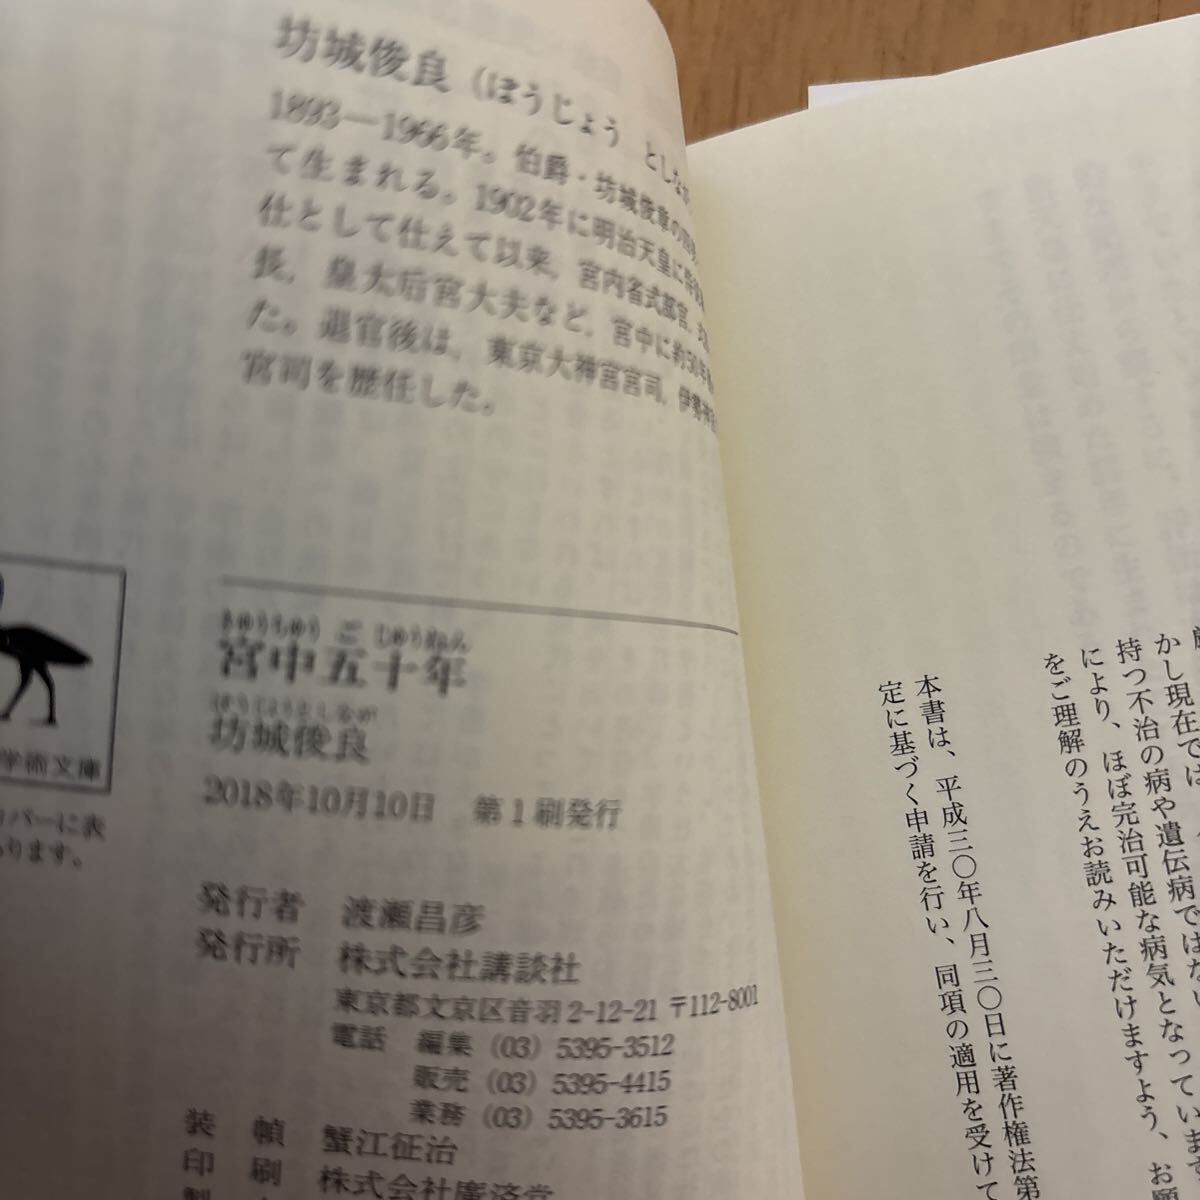 坊城俊良（ぼうじょう　としなが
1893―1966年。伯爵・坊城俊章の
て生まれる。1902年に明治天皇に
仕として仕えて以来，宮内省式部官，
長，皇太后宮大夫など，宮中に約50年
た。退官後は，東京大神宮宮司，伊勢神
宮司を歴任した。
学術文庫
カバーに表
あります。
きゅうちゅう ご じゅうねん
宮中五十年
ぼうじょうとしなが
坊城俊良
2018年10月10日　第1刷発行
発行者　渡瀬昌彦
発行所　株式会社講談社
東京都文京区音羽2-12-21 〒112-8001
電話　編集（03）5395-3512
販売（03）5395-4415
業務（03）5395-3615
装　幀　蟹江征治
印　刷　株式会社廣済堂
かし現在では、
持つ不治の病や遺伝病ではない
により、ほぼ完治可能な病気となっています
をご理解のうえお読みいただけますよう、お願
本書は、平成三〇年八月三〇日に著作権法第
定に基づく申請を行い、同項の適用を受けて